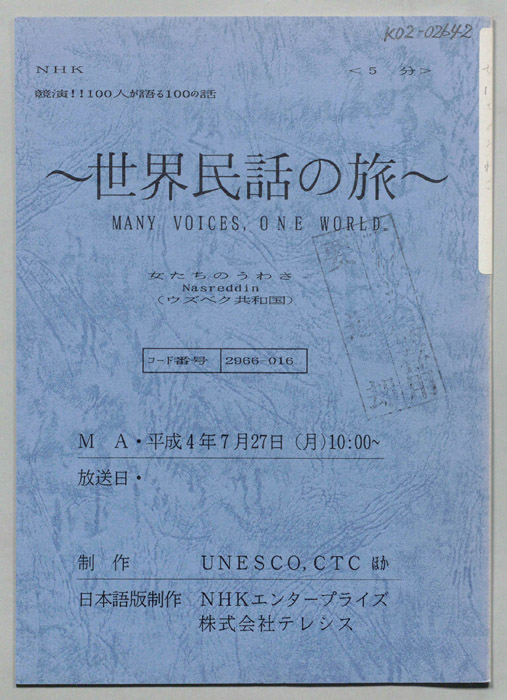 K02-02642
NHK <5 分>
競演!!100人が語る100の話
~世界民話の旅~
MANY VOICES, ONE WORLD.
女たちのうわさ
Nasreddin
(ウズベク共和国)
コード番号 2966-016
MA・平成4年7月27日(月)10:00~
放送日・
制作 UNESCO, CTC ほか
日本語版制作 NHKエンタープライズ
株式会社テレシス